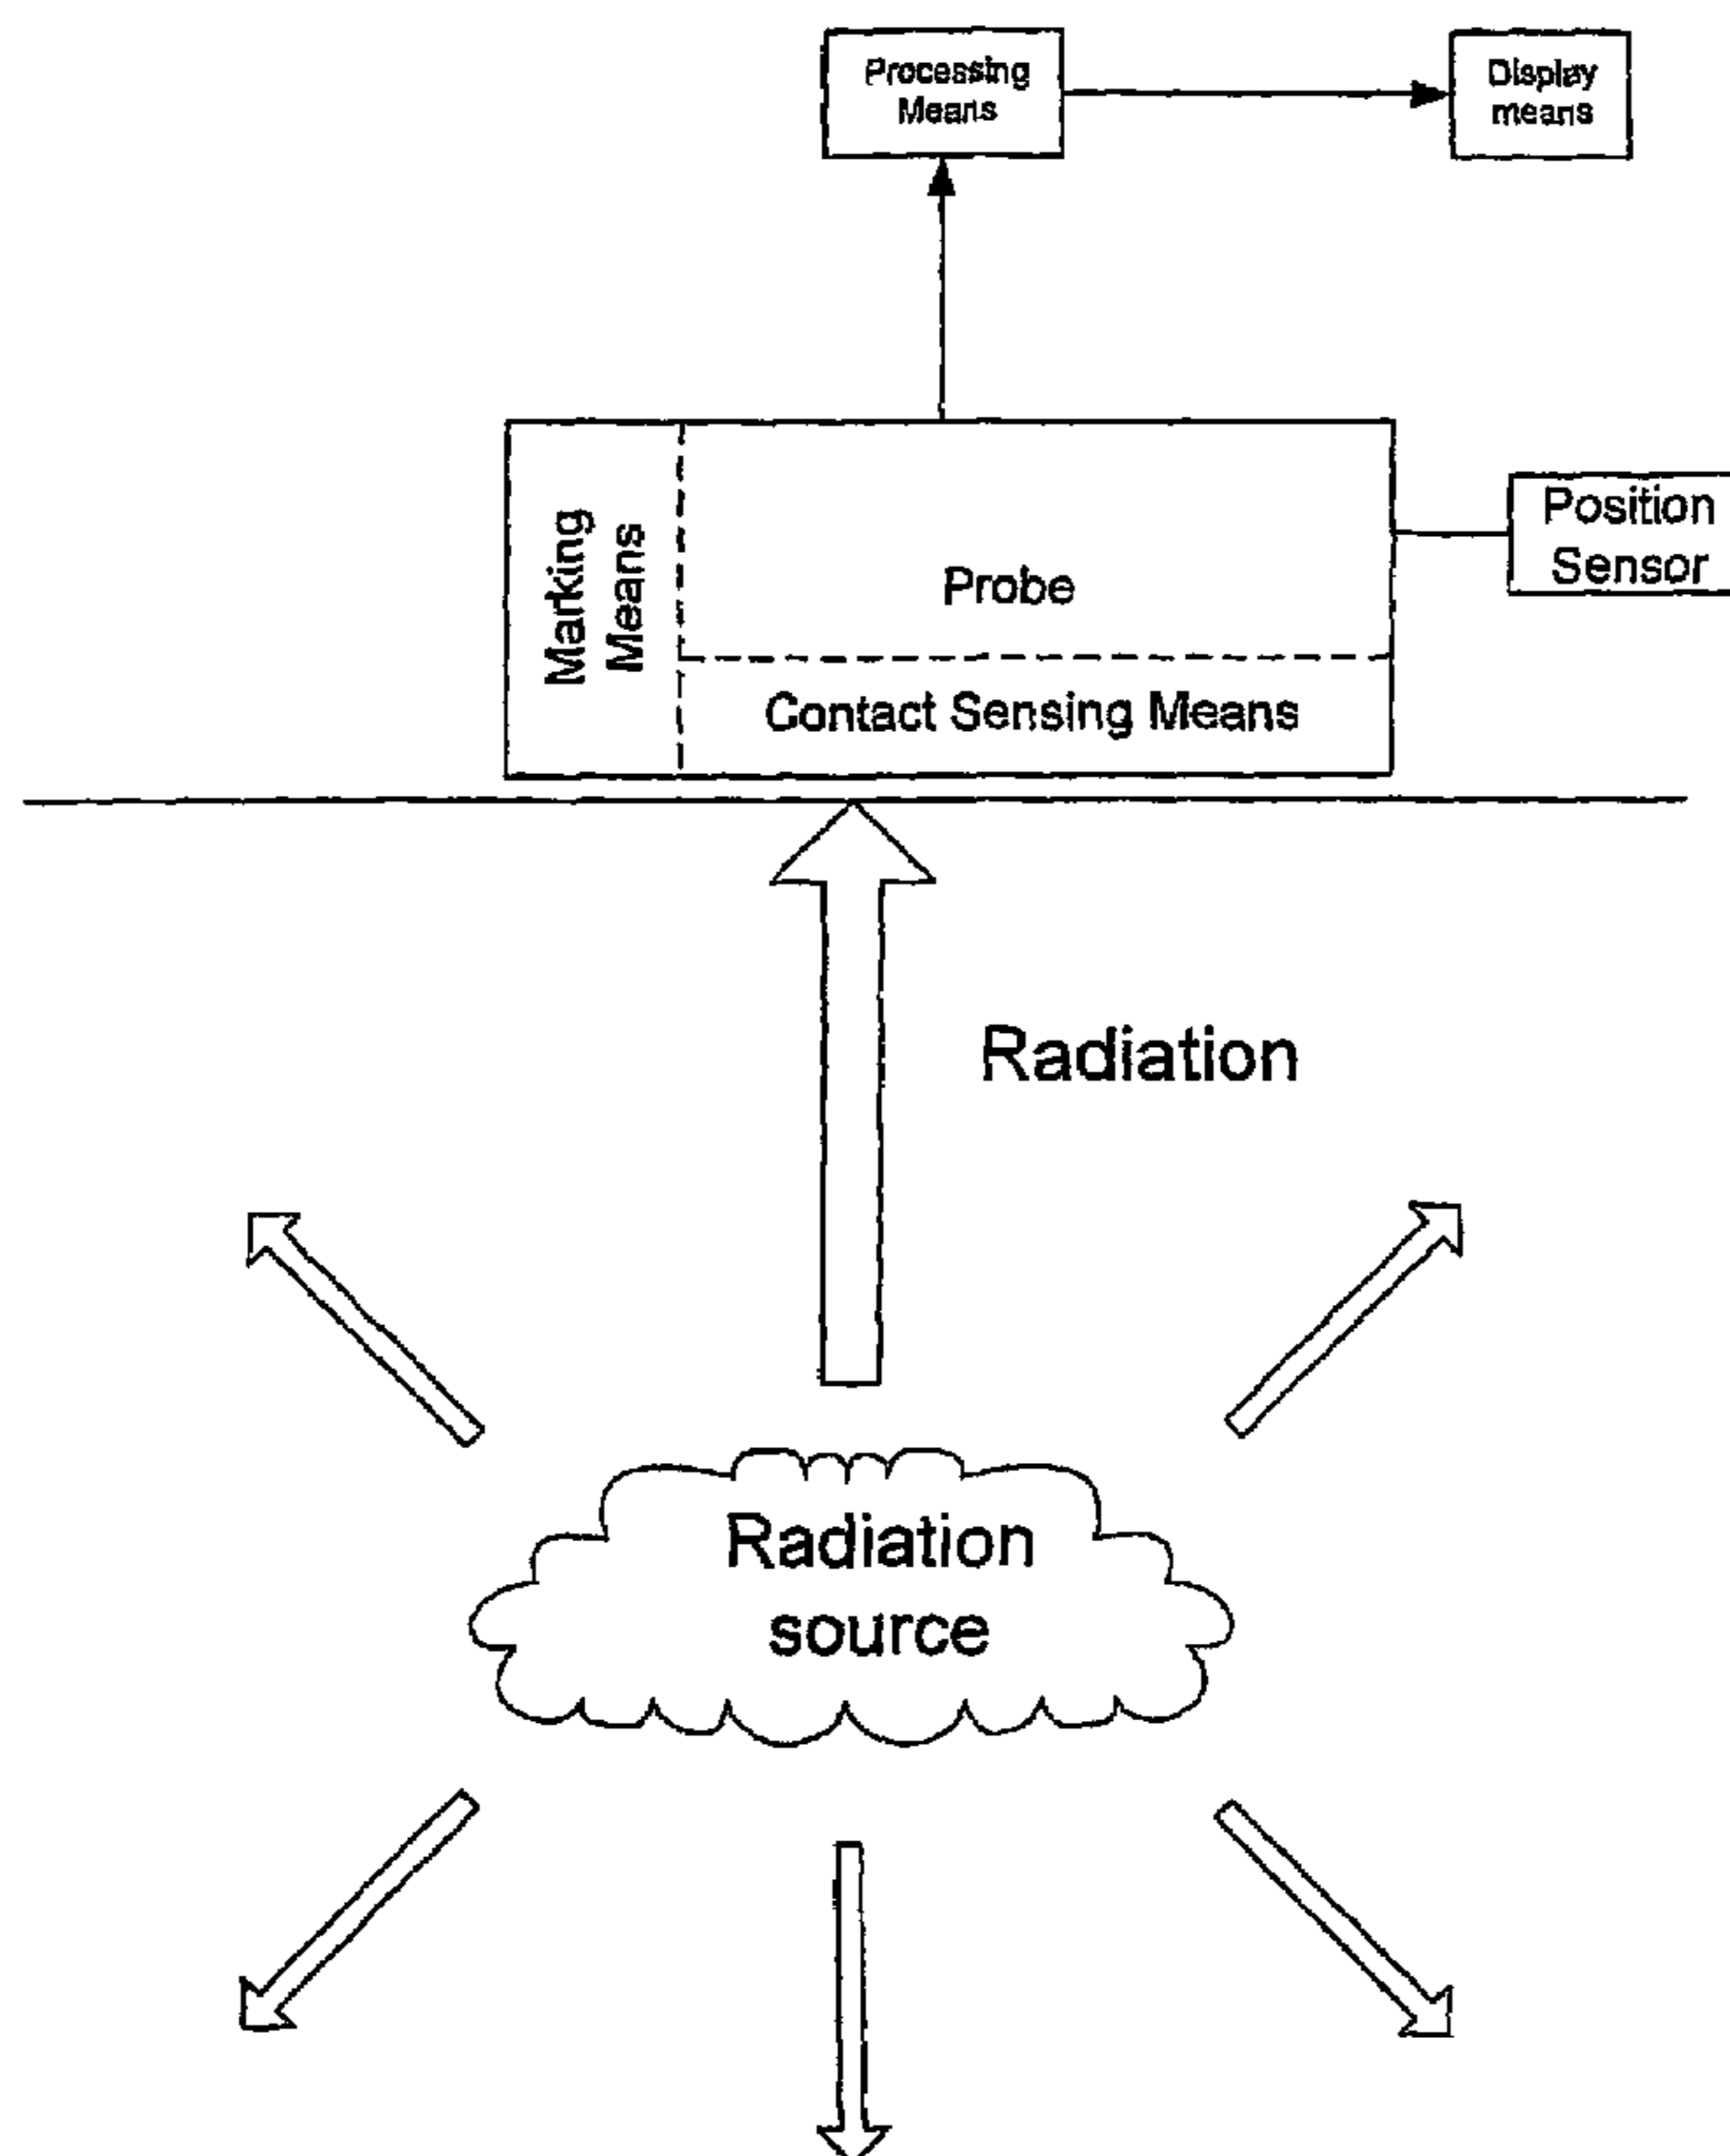 Processing
Means
Display
means
Marking
Means
Probe
Position
Sensor
Contact Sensing Means
Radiation
Radiation
source